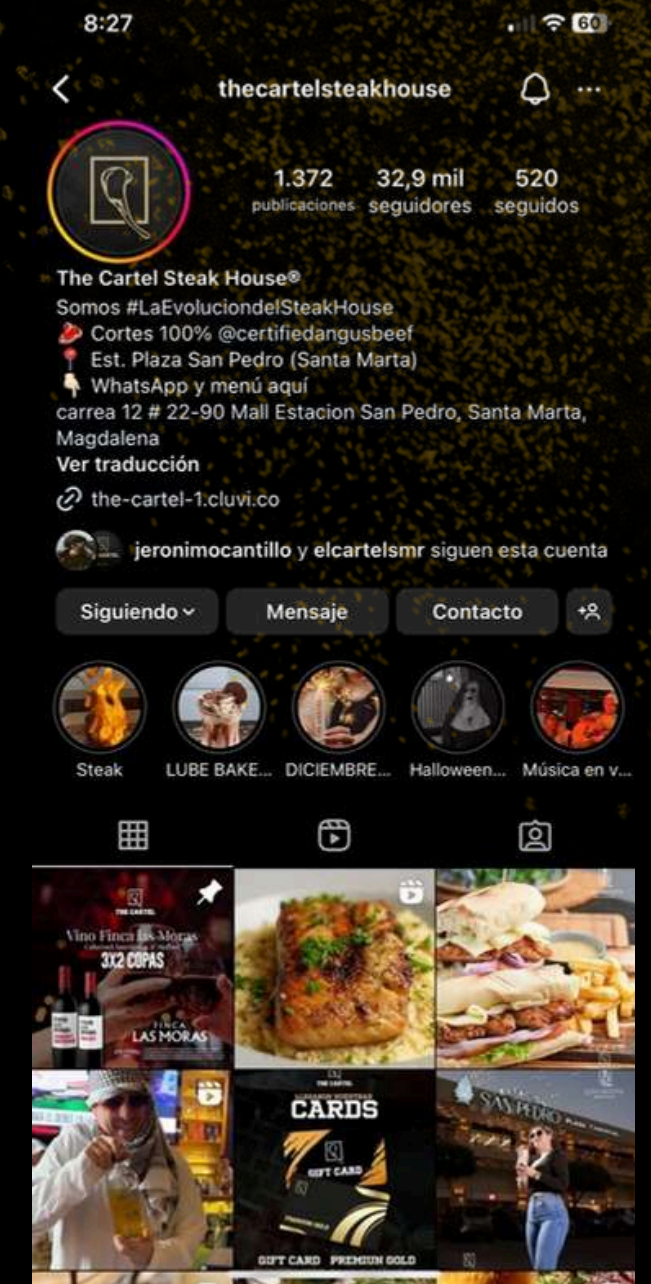 8:27
60
thecartelsteakhouse
1.372 32,9 mil 520
publicaciones seguidores seguidos
The Cartel Steak House®
Somos #LaEvoluciondelSteakHouse
🥩 Cortes 100% @certifiedangusbeef
📍 Est. Plaza San Pedro (Santa Marta)
👇🏻 WhatsApp y menú aquí
carrea 12 # 22-90 Mall Estacion San Pedro, Santa Marta,
Magdalena
Ver traducción
the-cartel-1.cluvi.co
jeronimocantillo y elcartelsmr siguen esta cuenta
Siguiendo Mensaje Contacto
Steak LUBE BAKE... DICIEMBRE... Halloween... Música en v...
THE CARTEL
Vino Finca las Moras
3X2 COPAS
FINCA
LAS MORAS
THE CARTEL
CARDS
GIFT CARD
GIFT CARD PREMIUN GOLD
SAN PEDRO